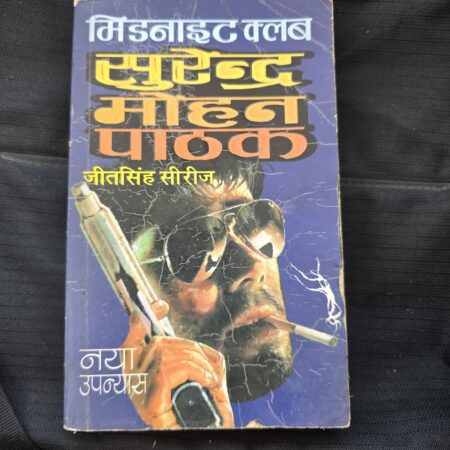 मिडनाइट क्लब
सुरेन्द्र
मोहन
पाठक
जीतसिंह सीरीज
नया
उपन्यास